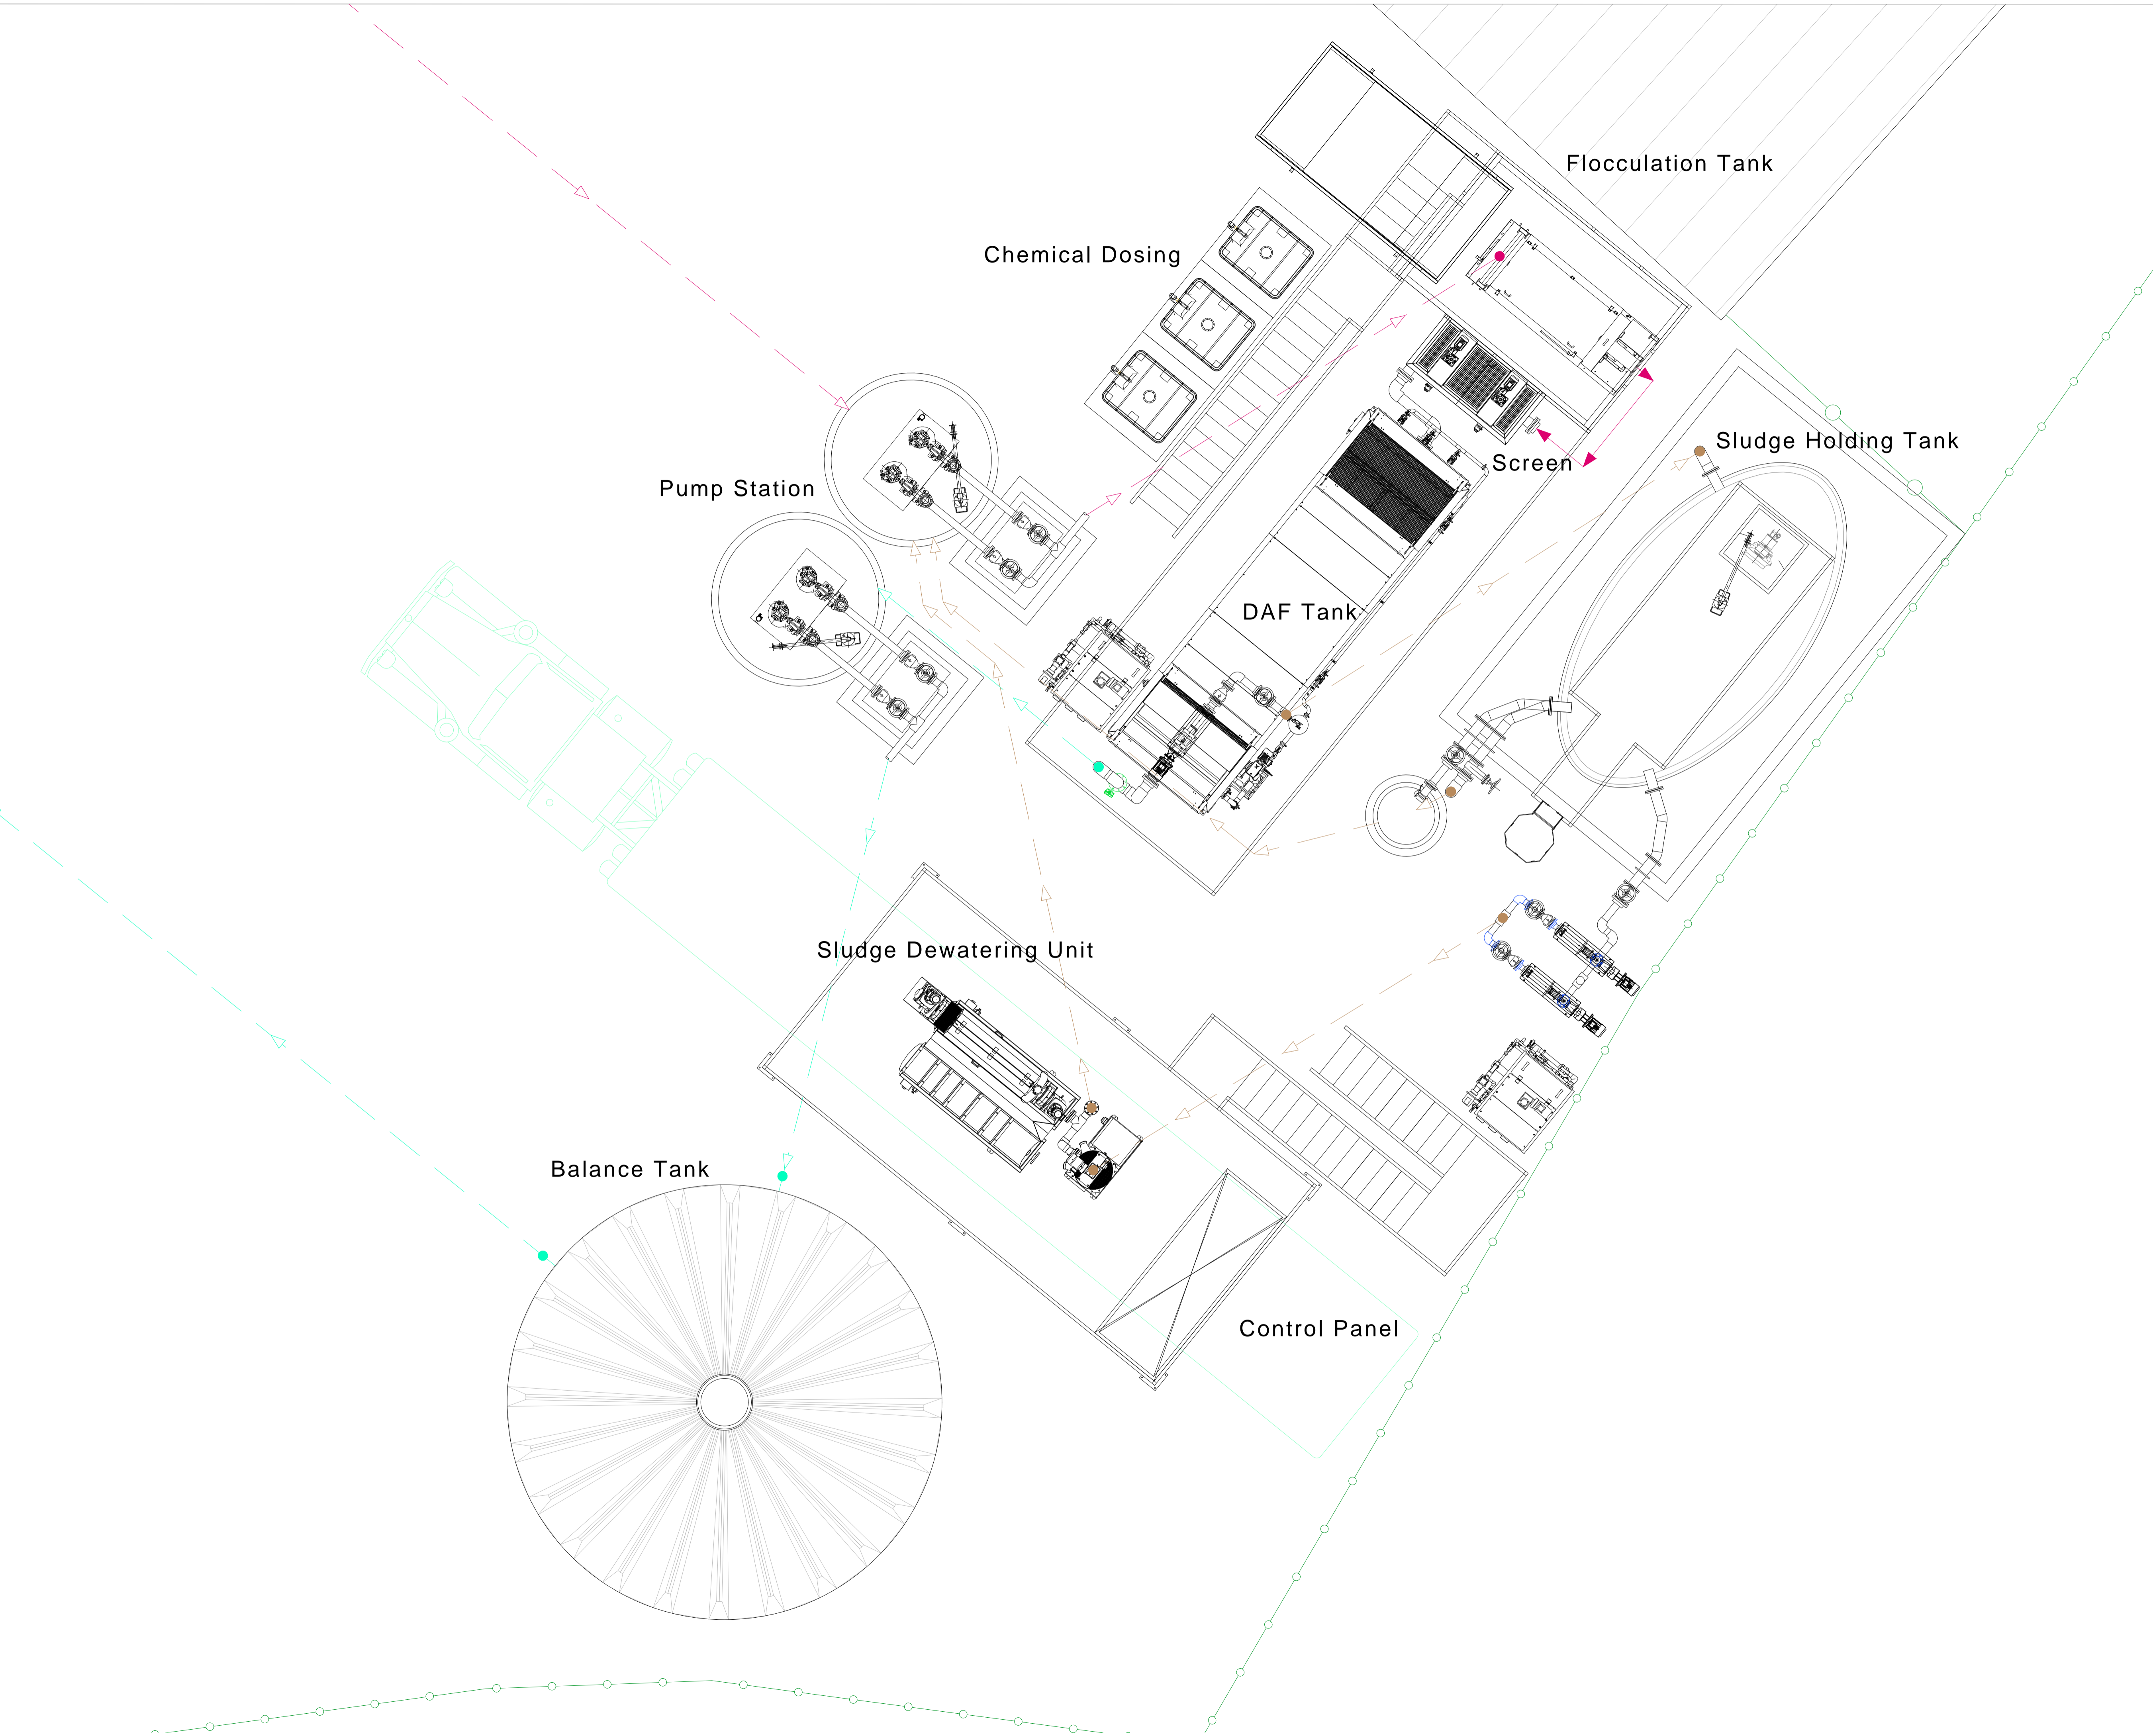 Flocculation Tank
Chemical Dosing
Sludge Holding Tank
Screen
Pump Station
DAF Tank
Sludge Dewatering Unit
Balance Tank
Control Panel